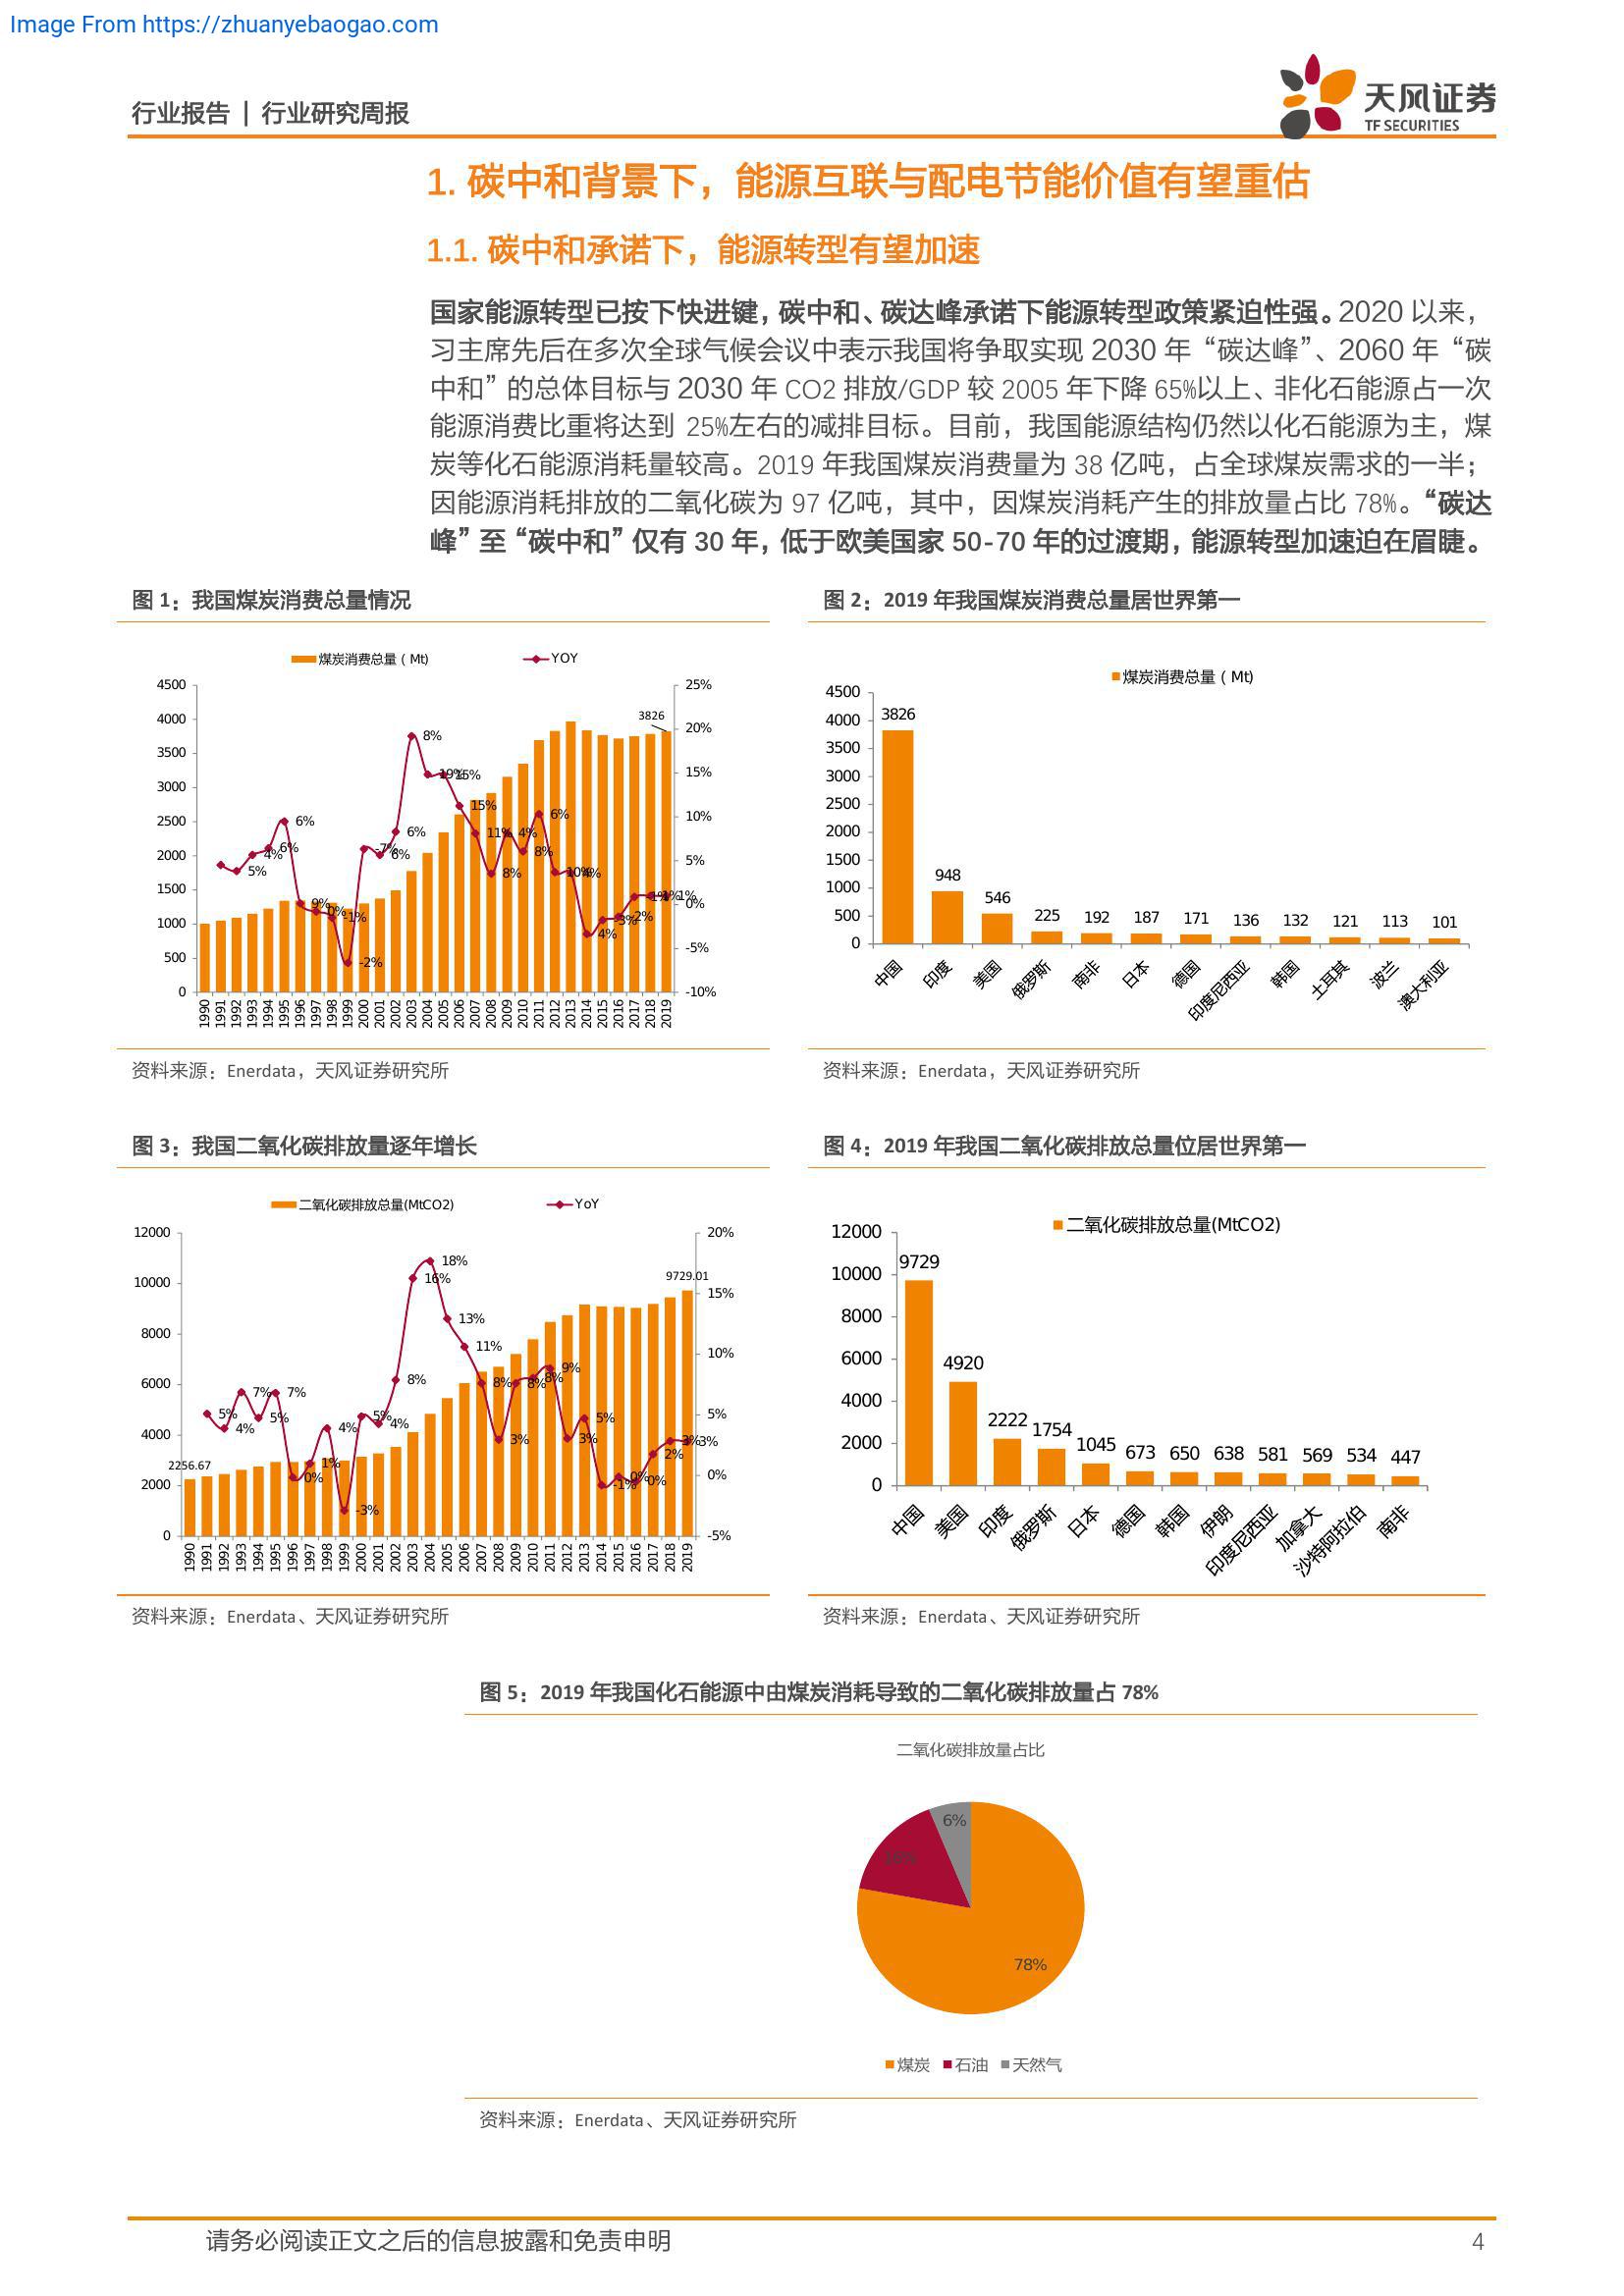 Image From https://zhuanyebaogao.com
行业报告 | 行业研究周报
天风证券
TF SECURITIES
1. 碳中和背景下，能源互联与配电节能价值有望重估
1.1. 碳中和承诺下，能源转型有望加速
国家能源转型已按下快进键，碳中和、碳达峰承诺下能源转型政策紧迫性强。2020 以来，
习主席先后在多次全球气候会议中表示我国将争取实现 2030 年“碳达峰”、2060 年“碳
中和”的总体目标与 2030 年 CO2 排放/GDP 较 2005 年下降 65%以上、非化石能源占一次
能源消费比重将达到 25%左右的减排目标。目前，我国能源结构仍然以化石能源为主，煤
炭等化石能源消耗量较高。2019 年我国煤炭消费量为 38 亿吨，占全球煤炭需求的一半；
因能源消耗排放的二氧化碳为 97 亿吨，其中，因煤炭消耗产生的排放量占比 78%。“碳达
峰”至“碳中和”仅有 30 年，低于欧美国家 50-70 年的过渡期，能源转型加速迫在眉睫。
图 1：我国煤炭消费总量情况
煤炭消费总量（Mt) YOY
4500 4000 3500 3000 2500 2000 1500 1000 500 0
25% 20% 15% 10% 5% 0% -5% -10%
3826
5% 4% 6% 6% 9% 0% -1% -2% -7% 6% 6% 8% 19% 15% 15% 11% 8% 4% 8% 6% 10% 4% 4% -3% -2% -1% 1% 1%
1990 1991 1992 1993 1994 1995 1996 1997 1998 1999 2000 2001 2002 2003 2004 2005 2006 2007 2008 2009 2010 2011 2012 2013 2014 2015 2016 2017 2018 2019
资料来源：Enerdata，天风证券研究所
图 2：2019 年我国煤炭消费总量居世界第一
煤炭消费总量（Mt)
4500 4000 3500 3000 2500 2000 1500 1000 500 0
3826 948 546 225 192 187 171 136 132 121 113 101
中国 印度 美国 俄罗斯 南非 日本 德国 印度尼西亚 韩国 土耳其 波兰 澳大利亚
资料来源：Enerdata，天风证券研究所
图 3：我国二氧化碳排放量逐年增长
二氧化碳排放总量(MtCO2) YoY
12000 10000 8000 6000 4000 2000 0
20% 15% 10% 5% 0% -5%
2256.67
9729.01
5% 4% 7% 5% 7% 0% 1% 4% -3% 5% 4% 8% 16% 18% 13% 11% 8% 3% 8% 8% 9% 3% 5% -1% 0% 0% 2% 3% 3%
1990 1991 1992 1993 1994 1995 1996 1997 1998 1999 2000 2001 2002 2003 2004 2005 2006 2007 2008 2009 2010 2011 2012 2013 2014 2015 2016 2017 2018 2019
资料来源：Enerdata、天风证券研究所
图 4：2019 年我国二氧化碳排放总量位居世界第一
二氧化碳排放总量(MtCO2)
12000 10000 8000 6000 4000 2000 0
9729 4920 2222 1754 1045 673 650 638 581 569 534 447
中国 美国 印度 俄罗斯 日本 德国 韩国 伊朗 印度尼西亚 加拿大 沙特阿拉伯 南非
资料来源：Enerdata、天风证券研究所
图 5：2019 年我国化石能源中由煤炭消耗导致的二氧化碳排放量占 78%
二氧化碳排放量占比
6%
16%
78%
煤炭 石油 天然气
资料来源：Enerdata、天风证券研究所
请务必阅读正文之后的信息披露和免责申明
4